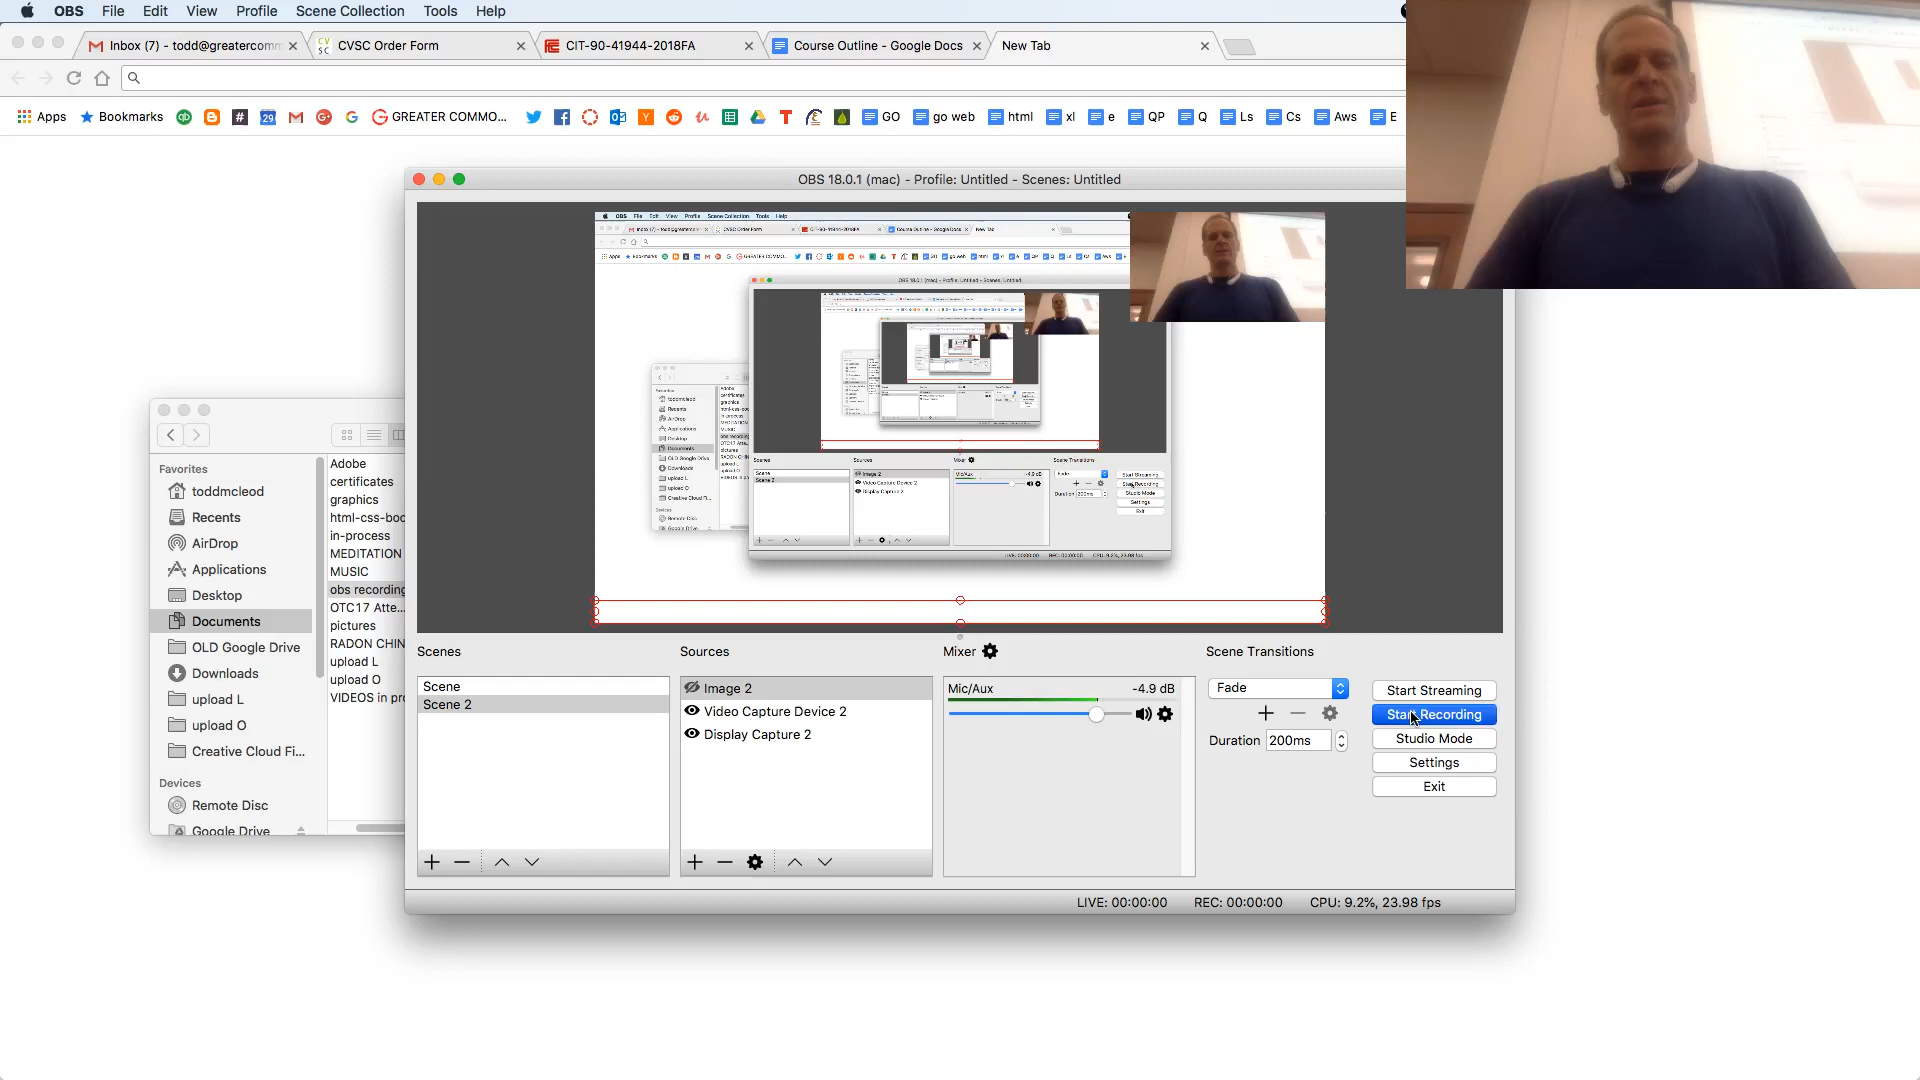 OBS File Edit View Profile Scene Collection Tools Help
Inbox (7) - todd@greatercomm
CVSC Order Form
CIT-90-41944-2018FA
Course Outline - Google Docs
New Tab
Apps Bookmarks GREATER COMMO... GO go web html xl e QP Q Ls Cs Aws E
OBS 18.0.1 (mac) - Profile: Untitled - Scenes: Untitled
Favorites
toddmcleod
Recents
AirDrop
Applications
Desktop
Documents
OLD Google Drive
Downloads
upload L
upload O
Creative Cloud Fi...
Devices
Remote Disc
Google Drive
Adobe
certificates
graphics
html-css-boo
in-process
MEDITATION
MUSIC
obs recording
OTC17 Atte...
pictures
RADON CHIN
upload L
upload O
VIDEOS in pro
Scenes
Scene
Scene 2
Sources
Image 2
Video Capture Device 2
Display Capture 2
Mixer
Mic/Aux -4.9 dB
Scene Transitions
Fade
Duration 200ms
Start Streaming
Start Recording
Studio Mode
Settings
Exit
LIVE: 00:00:00 REC: 00:00:00 CPU: 9.2%, 23.98 fps